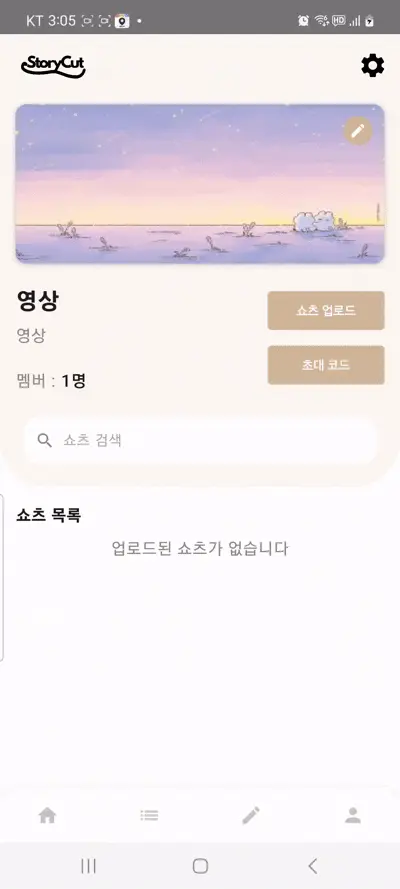 KT 3:05
HD
StoryCut
영상
영상
멤버 : 1명
쇼츠 업로드
초대 코드
쇼츠 검색
쇼츠 목록
업로드된 쇼츠가 없습니다